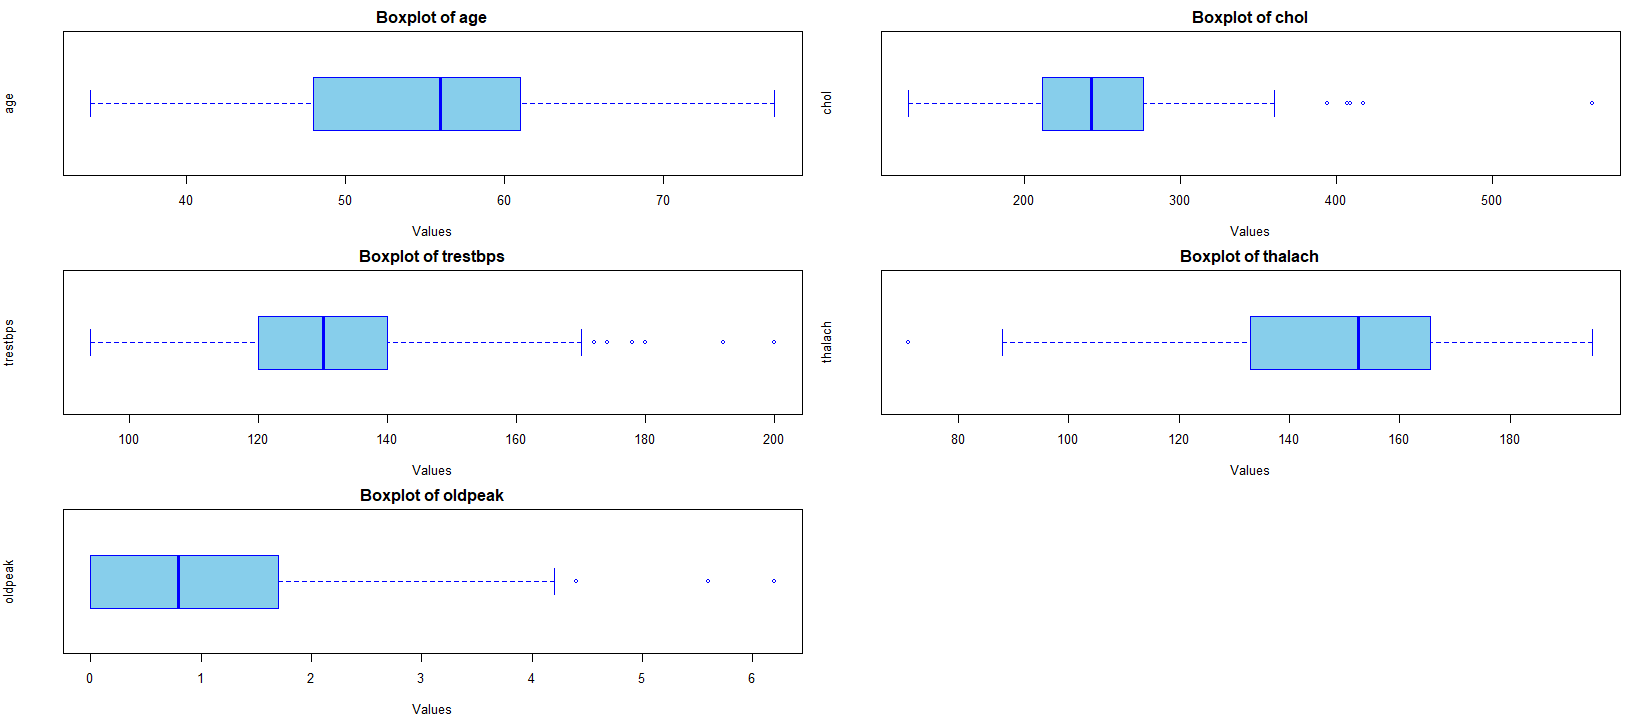 Boxplot of age
age
40 50 60 70
Values
Boxplot of chol
chol
200 300 400 500
Values
Boxplot of trestbps
trestbps
100 120 140 160 180 200
Values
Boxplot of thalach
thalach
80 100 120 140 160 180
Values
Boxplot of oldpeak
oldpeak
0 1 2 3 4 5 6
Values